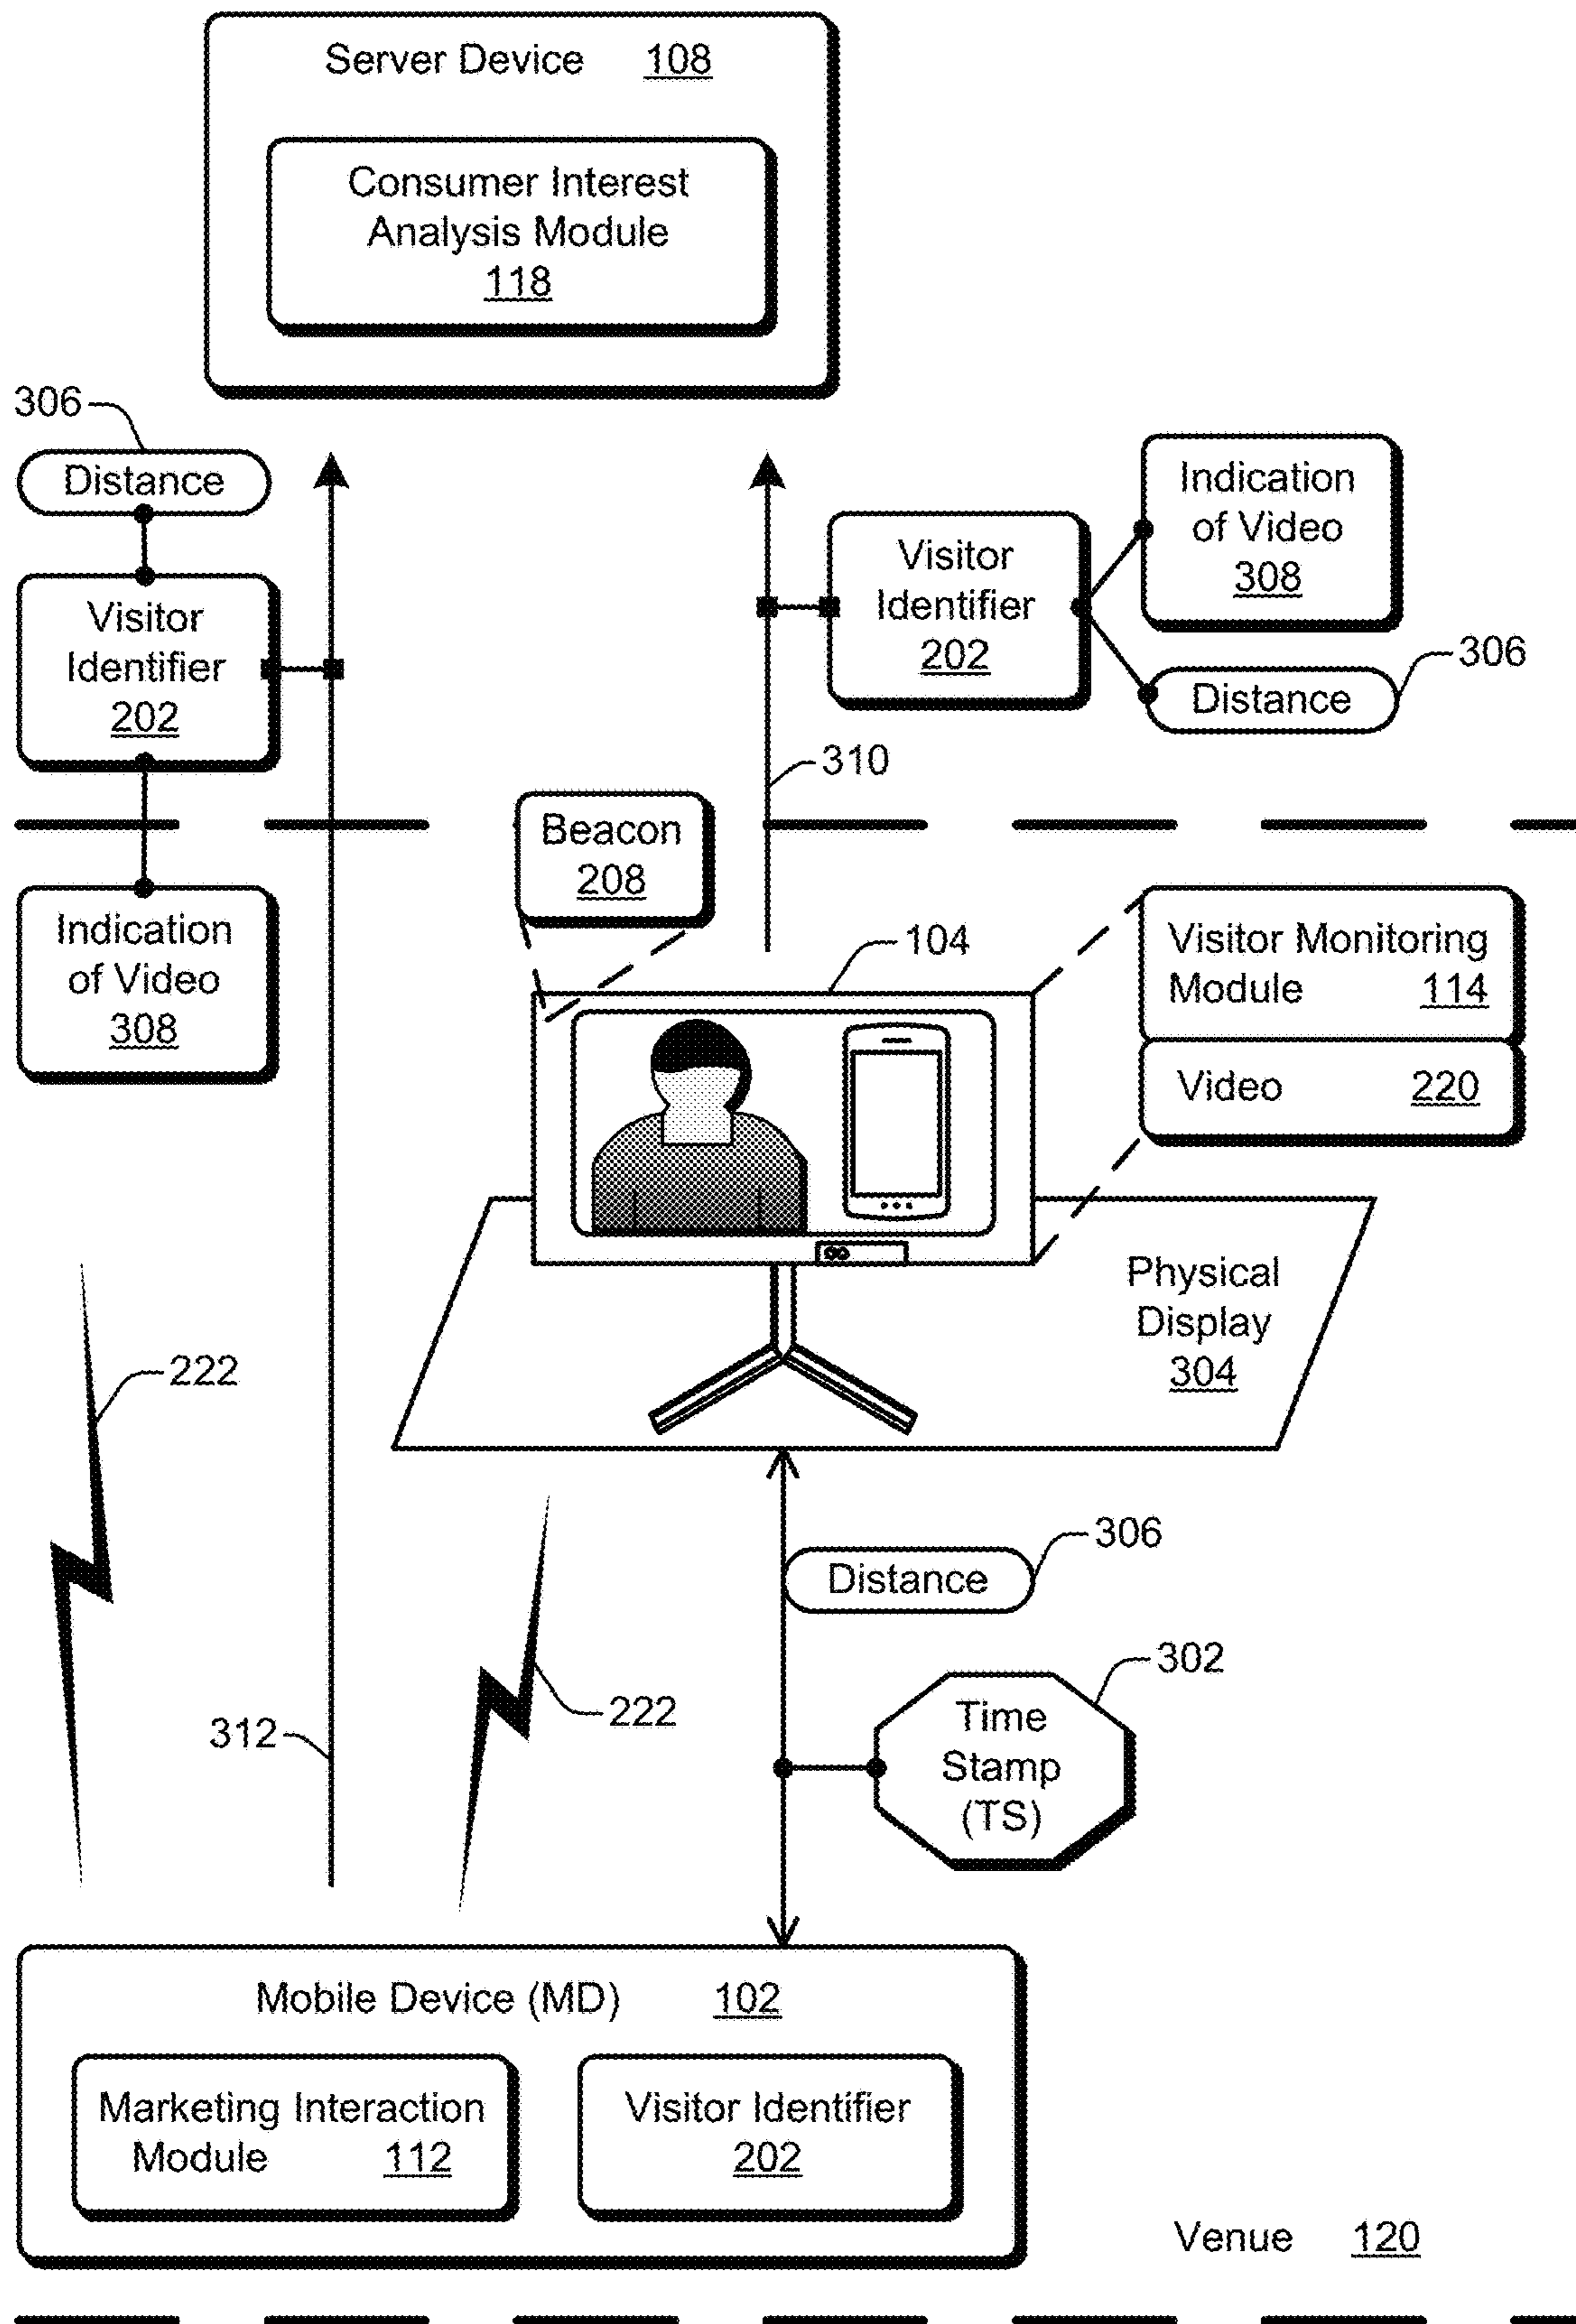 Server Device 108
Consumer Interest
Analysis Module
118
306
Distance
Visitor
Identifier
202
Indication
of Video
308
Visitor
Identifier
202
Indication
of Video
308
306
Distance
310
Beacon
208
104
Visitor Monitoring
Module 114
Video 220
Physical
Display
304
222
222
312
306
Distance
302
Time
Stamp
(TS)
Mobile Device (MD) 102
Marketing Interaction
Module 112
Visitor Identifier
202
Venue 120